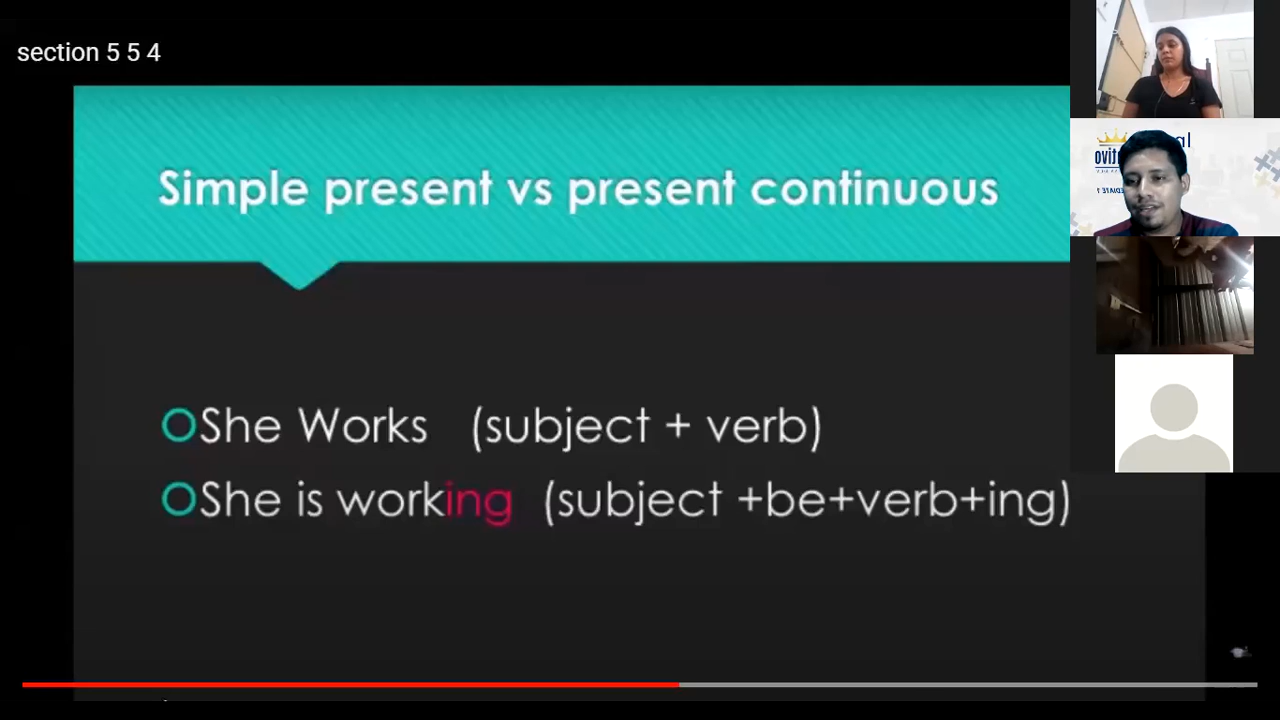 section 5 5 4
Simple present vs present continuous
She Works (subject + verb)
She is working (subject +be+verb+ing)